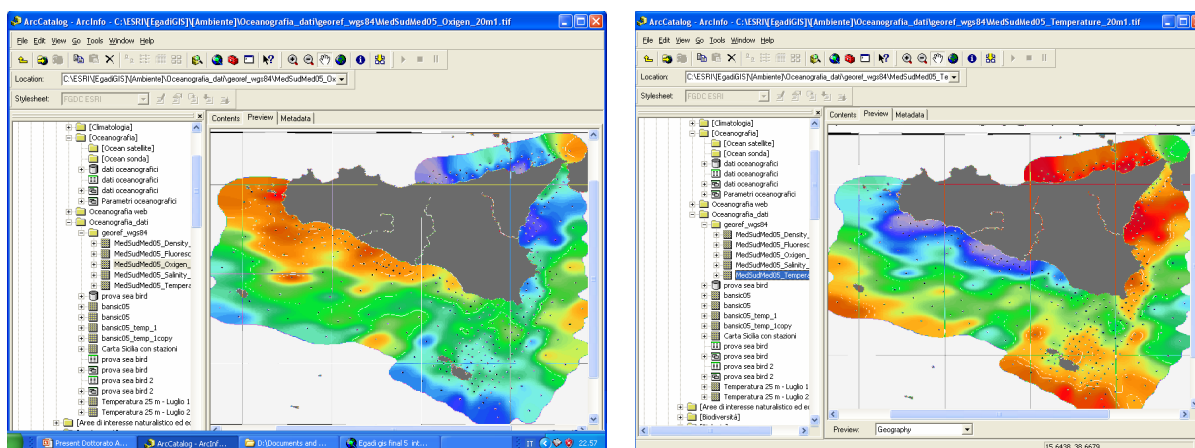 ArcCatalog - ArcInfo - C:\ESRI\[EgadiGIS]\[Ambiente]\Oceanografia_dati\georef_wgs84\MedSudMed05_Oxigen_20m1.tif
File Edit View Go Tools Window Help
Location: C:\ESRI\[EgadiGIS]\[Ambiente]\Oceanografia_dati\georef_wgs84\MedSudMed05_Ox
Stylesheet: FGDC ESRI
Contents Preview Metadata
[Climatologia]
[Oceanografia]
[Ocean satellite]
[Ocean sonda]
dati oceanografici
dati oceanografici
dati oceanografici
Parametri oceanografici
Oceanografia web
Oceanografia_dati
georef_wgs84
MedSudMed05_Density_
MedSudMed05_Fluoresc
MedSudMed05_Oxigen_
MedSudMed05_Salinity_
MedSudMed05_Tempera
prova sea bird
bansic05
bansic05
bansic05_temp_1
bansic05_temp_1copy
Carta Sicilia con stazioni
prova sea bird
prova sea bird
prova sea bird 2
prova sea bird 2
Temperatura 25 m - Luglio 1
Temperatura 25 m - Luglio 2
[Aree di interesse naturalistico ed ec
Present Dottorato A... ArcCatalog - ArcInf... D:\Documents and ... Egadi gis final 5 int... IT 22.57
ArcCatalog - ArcInfo - C:\ESRI\[EgadiGIS]\[Ambiente]\Oceanografia_dati\georef_wgs84\MedSudMed05_Temperature_20m1.tif
File Edit View Go Tools Window Help
Location: C:\ESRI\[EgadiGIS]\[Ambiente]\Oceanografia_dati\georef_wgs84\MedSudMed05_Te
Stylesheet: FGDC ESRI
Contents Preview Metadata
[Climatologia]
[Oceanografia]
[Ocean satellite]
[Ocean sonda]
dati oceanografici
dati oceanografici
dati oceanografici
Parametri oceanografici
Oceanografia web
Oceanografia_dati
georef_wgs84
MedSudMed05_Density_
MedSudMed05_Fluoresc
MedSudMed05_Oxigen_
MedSudMed05_Salinity_
MedSudMed05_Tempera
prova sea bird
bansic05
bansic05
bansic05_temp_1
bansic05_temp_1copy
Carta Sicilia con stazioni
prova sea bird
prova sea bird
prova sea bird 2
prova sea bird 2
Temperatura 25 m - Luglio 1
Temperatura 25 m - Luglio 2
[Aree di interesse naturalistico ed ec
[Biodiversità]
Preview: Geography
15,6438 38,6679